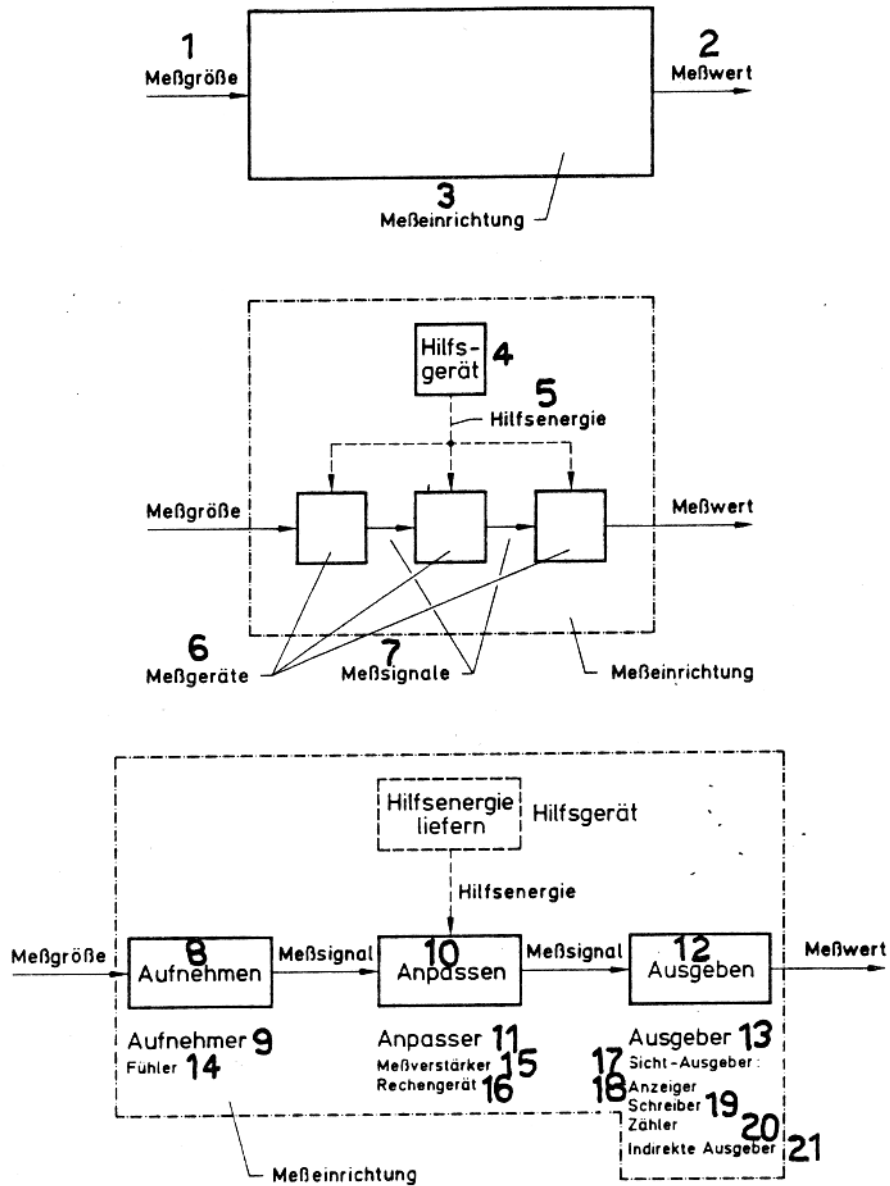 1
Meßgröße
2
Meßwert
3
Meßeinrichtung
Hilfs-
gerät 4
5
Hilfsenergie
Meßgröße
Meßwert
6
Meßgeräte
7
Meßsignale
Meßeinrichtung
Hilfsenergie
liefern
Hilfsgerät
Hilfsenergie
Meßgröße
8
Aufnehmen
Meßsignal
10
Anpassen
Meßsignal
12
Ausgeben
Meßwert
Aufnehmer 9
Fühler 14
Anpasser 11
Meßverstärker 15
Rechengerät 16
Ausgeber 13
17 Sicht-Ausgeber:
18 Anzeiger
Schreiber 19
Zähler 20
Indirekte Ausgeber 21
Meßeinrichtung